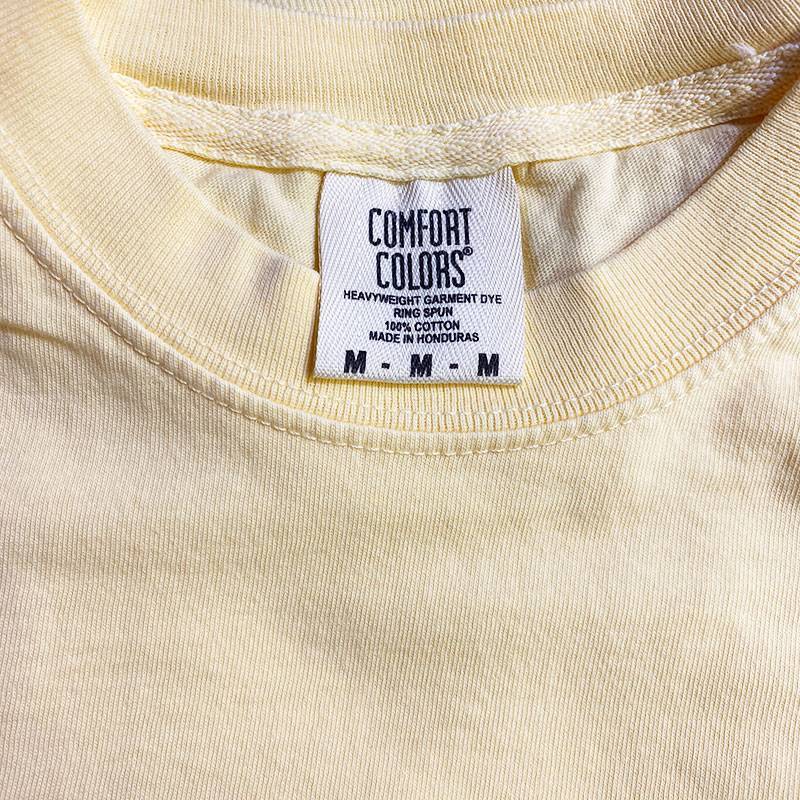 COMFORT
COLORS®
HEAVYWEIGHT GARMENT DYE
RING SPUN
100% COTTON
MADE IN HONDURAS
M - M - M